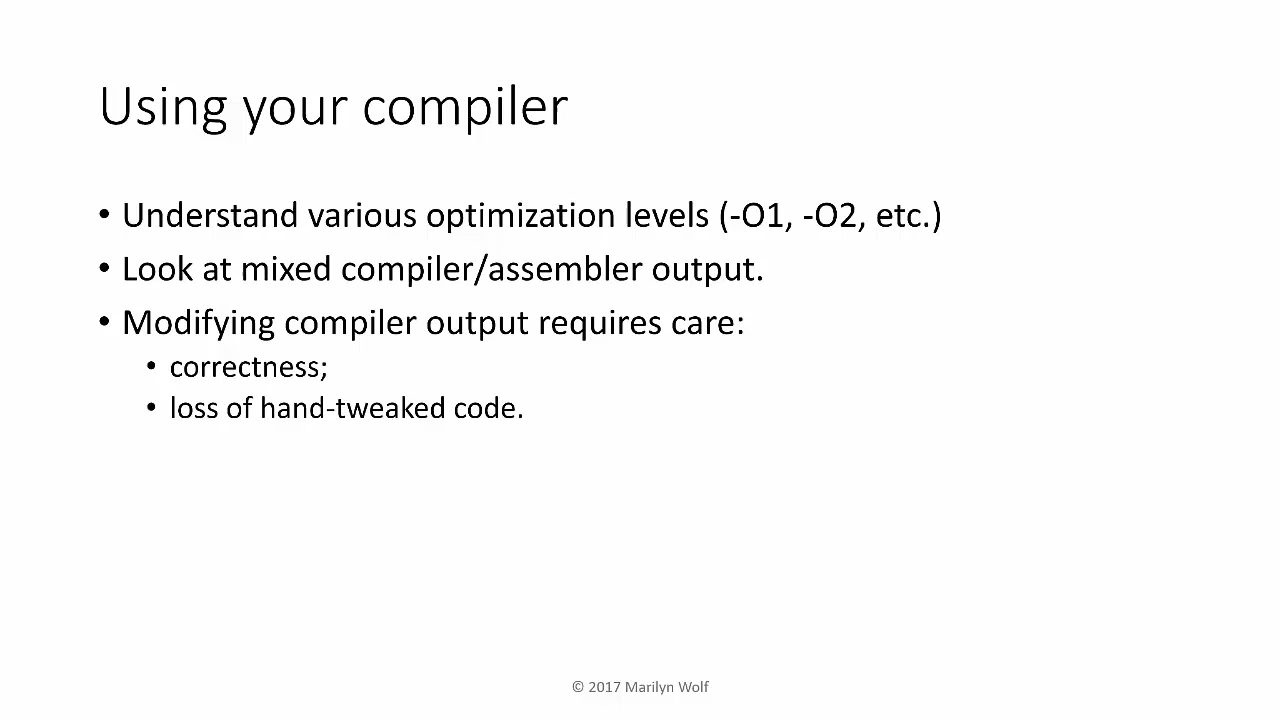 Using your compiler
• Understand various optimization levels (-O1, -O2, etc.)
• Look at mixed compiler/assembler output.
• Modifying compiler output requires care:
• correctness;
• loss of hand-tweaked code.
© 2017 Marilyn Wolf